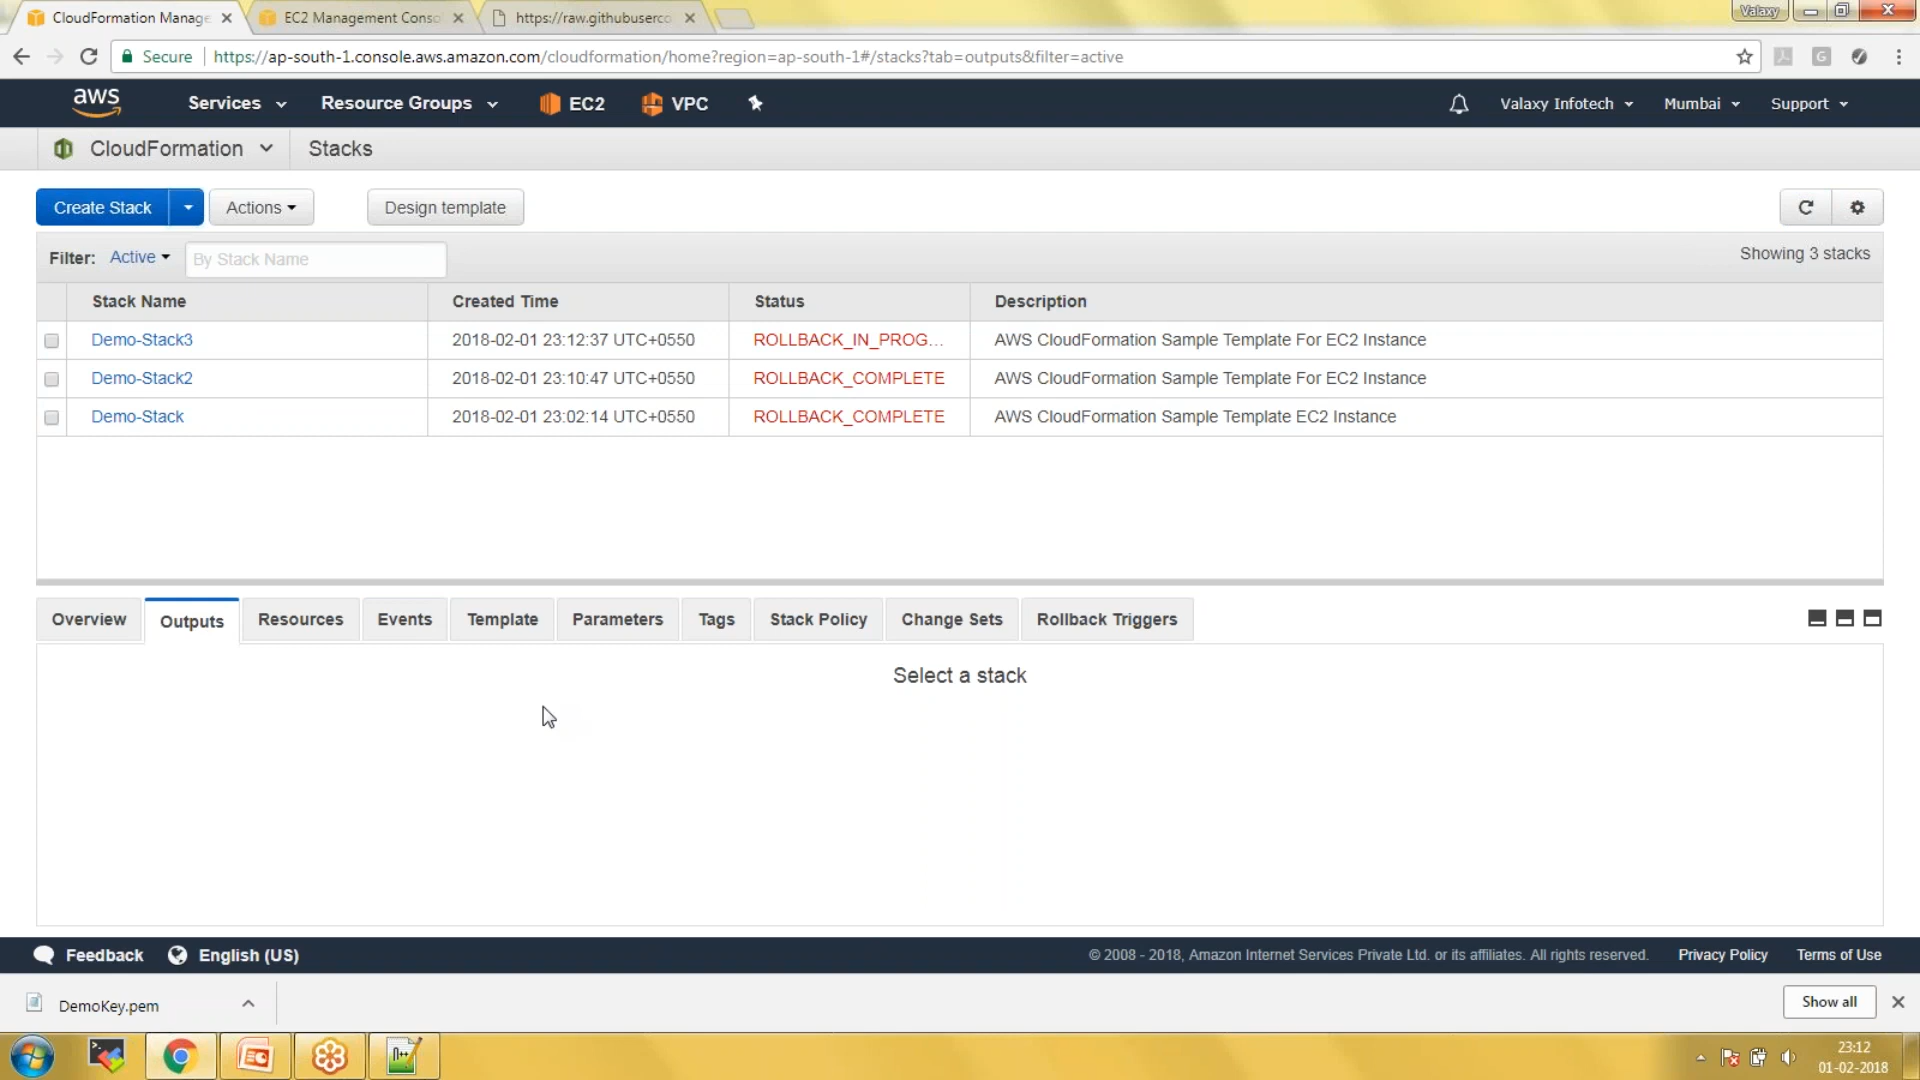 CloudFormation Manage
EC2 Management Conso
https://raw.githubuserco
Valaxy
Secure
https://ap-south-1.console.aws.amazon.com/cloudformation/home?region=ap-south-1#/stacks?tab=outputs&filter=active
aws
Services
Resource Groups
EC2
VPC
Valaxy Infotech
Mumbai
Support
CloudFormation
Stacks
Create Stack
Actions
Design template
Filter: Active
By Stack Name
Showing 3 stacks
Stack Name Created Time Status Description
Demo-Stack3 2018-02-01 23:12:37 UTC+0550 ROLLBACK_IN_PROG... AWS CloudFormation Sample Template For EC2 Instance
Demo-Stack2 2018-02-01 23:10:47 UTC+0550 ROLLBACK_COMPLETE AWS CloudFormation Sample Template For EC2 Instance
Demo-Stack 2018-02-01 23:02:14 UTC+0550 ROLLBACK_COMPLETE AWS CloudFormation Sample Template EC2 Instance
Overview Outputs Resources Events Template Parameters Tags Stack Policy Change Sets Rollback Triggers
Select a stack
Feedback
English (US)
© 2008 - 2018, Amazon Internet Services Private Ltd. or its affiliates. All rights reserved.
Privacy Policy
Terms of Use
DemoKey.pem
Show all
23:12
01-02-2018